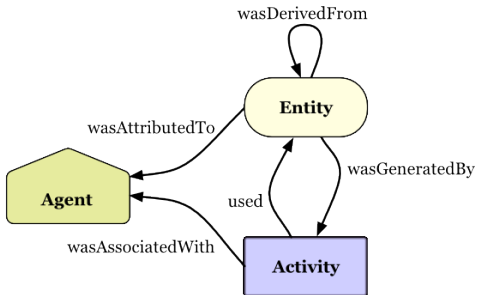 wasDerivedFrom
Entity
wasAttributedTo
wasGeneratedBy
Agent
used
wasAssociatedWith
Activity